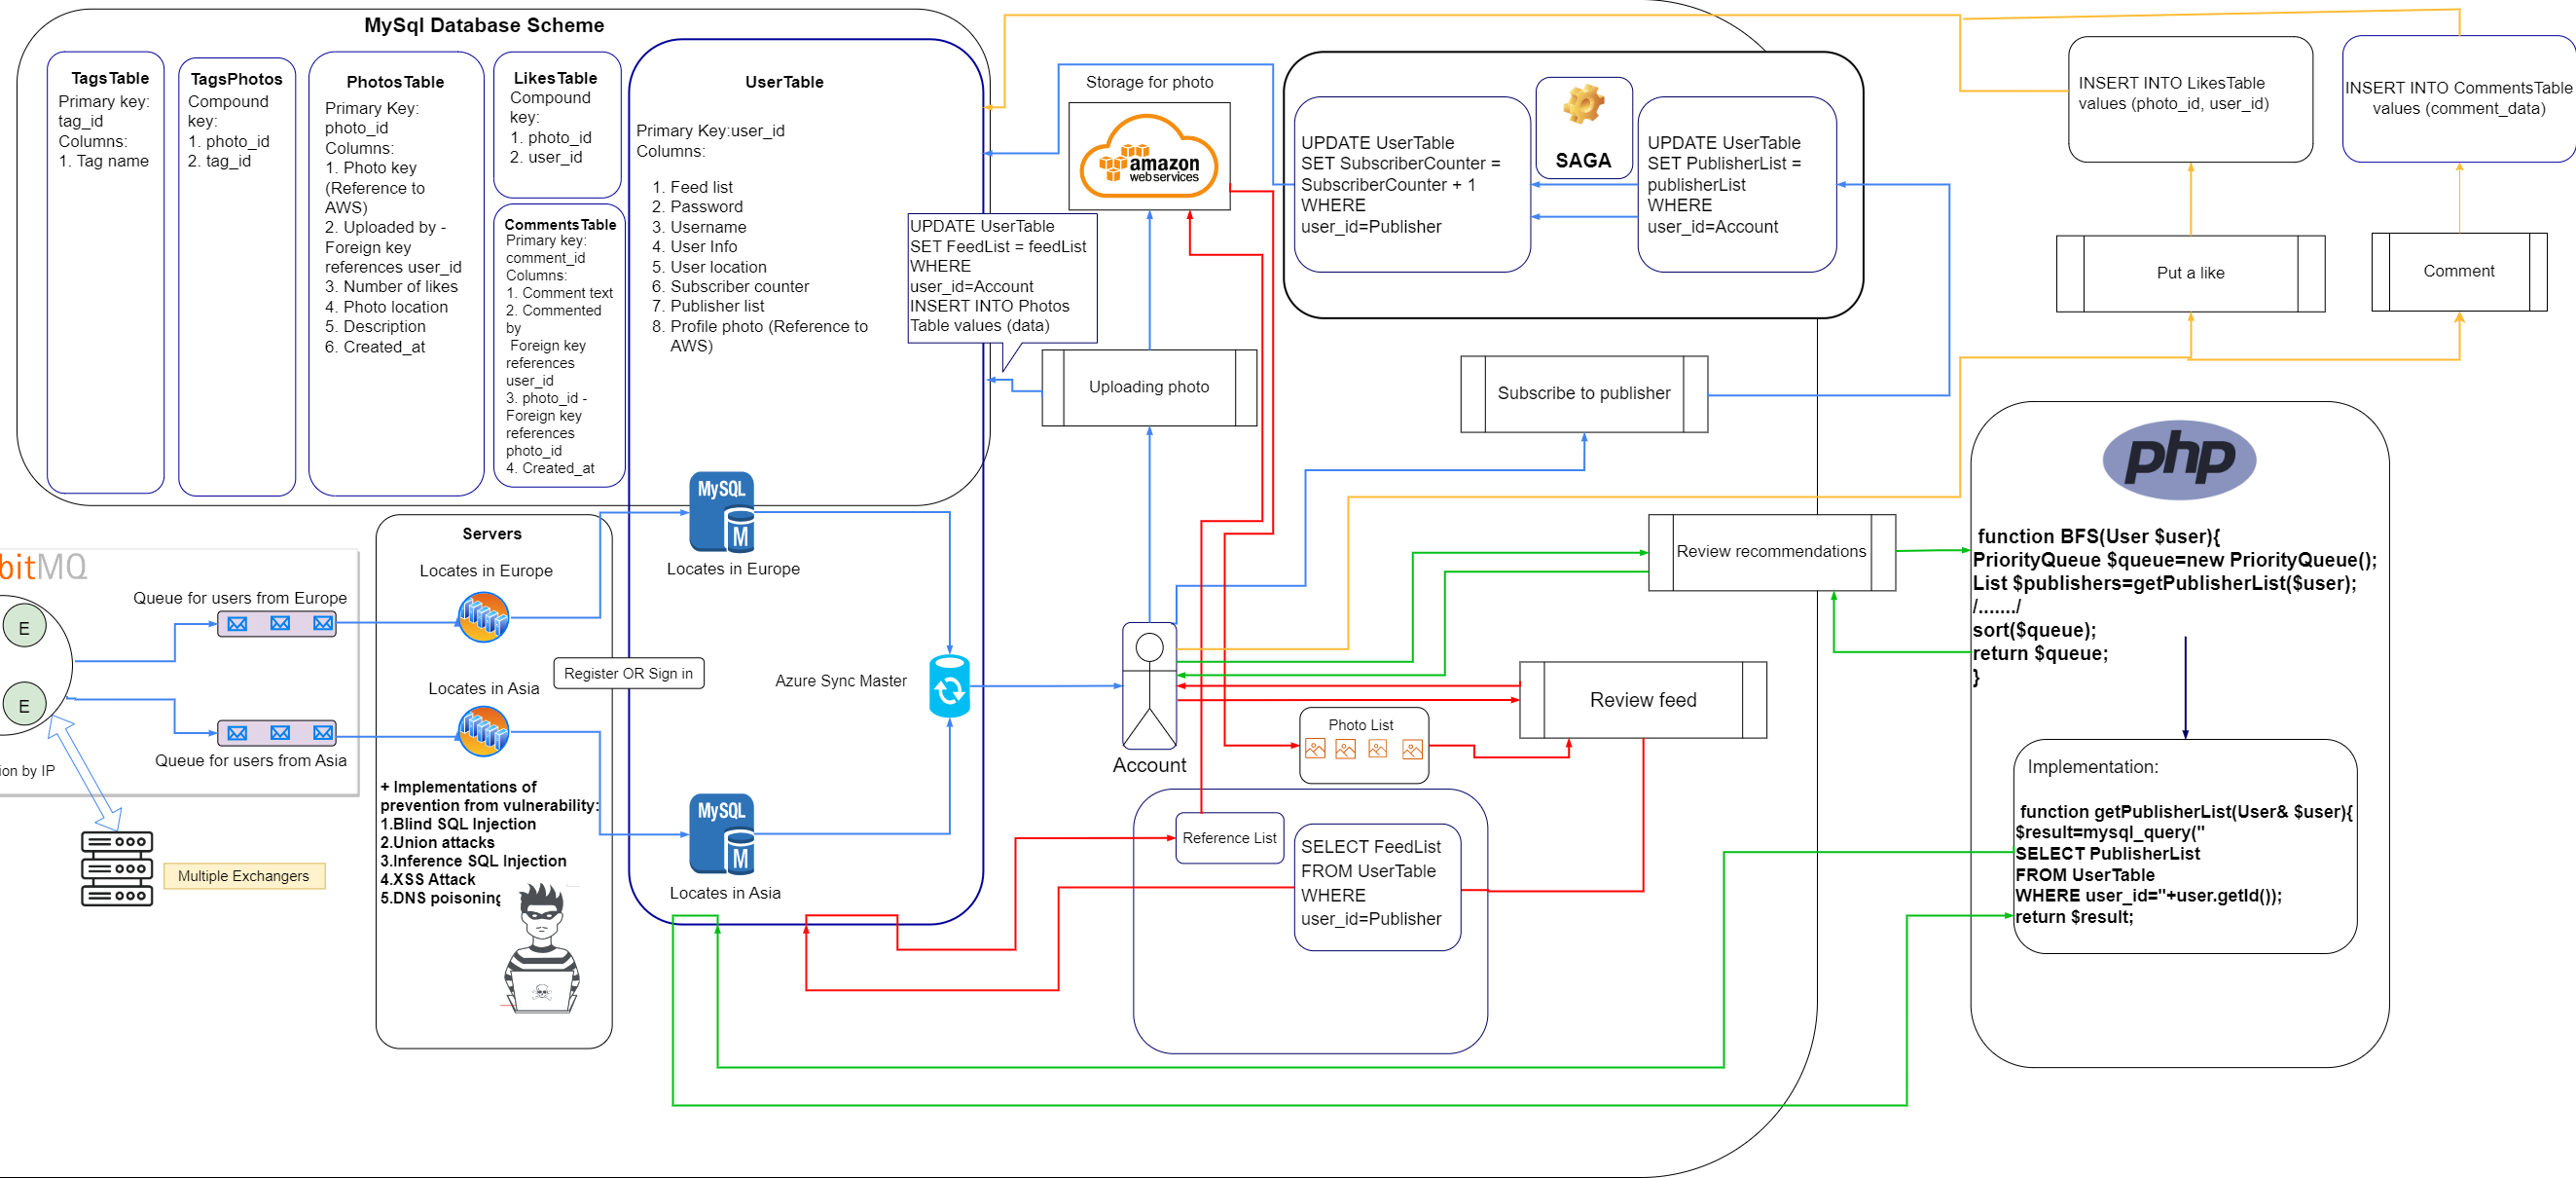 MySql Database Scheme
TagsTable
Primary key:
tag_id
Columns:
1. Tag name
TagsPhotos
Compound
key:
1. photo_id
2. tag_id
PhotosTable
Primary Key:
photo_id
Columns:
1. Photo key
(Reference to
AWS)
2. Uploaded by -
Foreign key
references user_id
3. Number of likes
4. Photo location
5. Description
6. Created_at
LikesTable
Compound
key:
1. photo_id
2. user_id
CommentsTable
Primary key:
comment_id
Columns:
1. Comment text
2. Commented
by
Foreign key
references
user_id
3. photo_id -
Foreign key
references
photo_id
4. Created_at
UserTable
Primary Key:user_id
Columns:
1. Feed list
2. Password
3. Username
4. User Info
5. User location
6. Subscriber counter
7. Publisher list
8. Profile photo (Reference to
AWS)
MySQL
M
Locates in Europe
Azure Sync Master
MySQL
M
Locates in Asia
UPDATE UserTable
SET FeedList = feedList
WHERE
user_id=Account
INSERT INTO Photos
Table values (data)
Storage for photo
amazon
webservices
Uploading photo
UPDATE UserTable
SET SubscriberCounter =
SubscriberCounter + 1
WHERE
user_id=Publisher
SAGA
UPDATE UserTable
SET PublisherList =
publisherList
WHERE
user_id=Account
Subscribe to publisher
INSERT INTO LikesTable
values (photo_id, user_id)
INSERT INTO CommentsTable
values (comment_data)
Put a like
Comment
bitMQ
E
E
ion by IP
Queue for users from Europe
Queue for users from Asia
Multiple Exchangers
Servers
Locates in Europe
Locates in Asia
Register OR Sign in
+ Implementations of
prevention from vulnerability:
1.Blind SQL Injection
2.Union attacks
3.Inference SQL Injection
4.XSS Attack
5.DNS poisoning
Account
Review recommendations
Review feed
Photo List
Reference List
SELECT FeedList
FROM UserTable
WHERE
user_id=Publisher
php
function BFS(User $user){
PriorityQueue $queue=new PriorityQueue();
List $publishers=getPublisherList($user);
/......./
sort($queue);
return $queue;
}
Implementation:
function getPublisherList(User& $user){
$result=mysql_query("
SELECT PublisherList
FROM UserTable
WHERE user_id="+user.getId());
return $result;